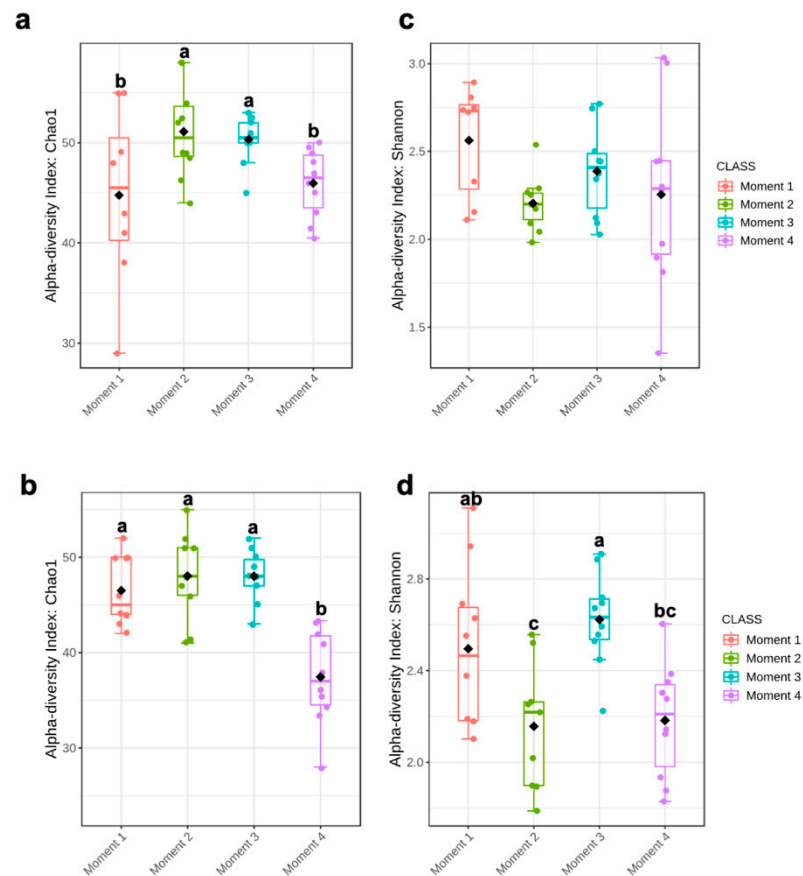 a
Alpha-diversity Index: Chao1
50
40
30
b
a
a
b
Moment 1
Moment 2
Moment 3
Moment 4
c
Alpha-diversity Index: Shannon
3.0
2.5
2.0
1.5
Moment 1
Moment 2
Moment 3
Moment 4
CLASS
Moment 1
Moment 2
Moment 3
Moment 4
b
Alpha-diversity Index: Chao1
50
40
30
a
a
a
b
Moment 1
Moment 2
Moment 3
Moment 4
d
Alpha-diversity Index: Shannon
2.8
2.4
2.0
ab
c
a
bc
Moment 1
Moment 2
Moment 3
Moment 4
CLASS
Moment 1
Moment 2
Moment 3
Moment 4